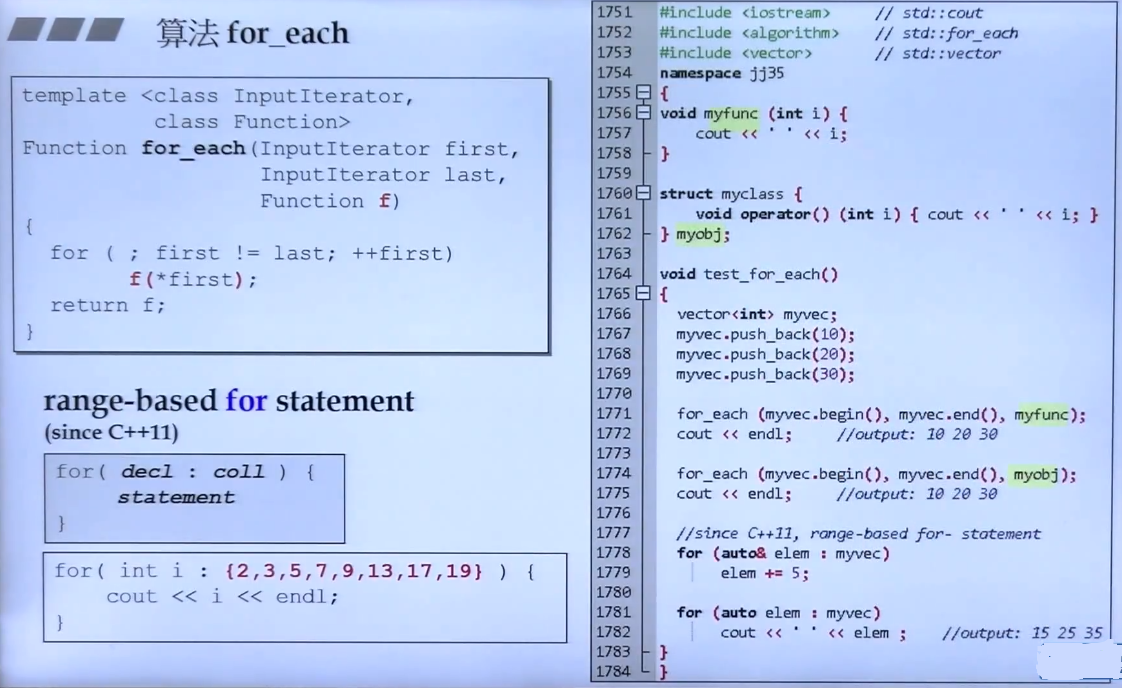 算法 for_each
template <class InputIterator,
class Function>
Function for_each(InputIterator first,
InputIterator last,
Function f)
{
for ( ; first != last; ++first)
f(*first);
return f;
}
range-based for statement
(since C++11)
for( decl : coll ) {
statement
}
for( int i : {2,3,5,7,9,13,17,19} ) {
cout << i << endl;
}
1751 #include <iostream> // std::cout
1752 #include <algorithm> // std::for_each
1753 #include <vector> // std::vector
1754 namespace jj35
1755 {
1756 void myfunc (int i) {
1757 cout << ' ' << i;
1758 }
1759
1760 struct myclass {
1761 void operator() (int i) { cout << ' ' << i; }
1762 } myobj;
1763
1764 void test_for_each()
1765 {
1766 vector<int> myvec;
1767 myvec.push_back(10);
1768 myvec.push_back(20);
1769 myvec.push_back(30);
1770
1771 for_each (myvec.begin(), myvec.end(), myfunc);
1772 cout << endl; //output: 10 20 30
1773
1774 for_each (myvec.begin(), myvec.end(), myobj);
1775 cout << endl; //output: 10 20 30
1776
1777 //since C++11, range-based for- statement
1778 for (auto& elem : myvec)
1779 elem += 5;
1780
1781 for (auto elem : myvec)
1782 cout << ' ' << elem ; //output: 15 25 35
1783 }
1784 }